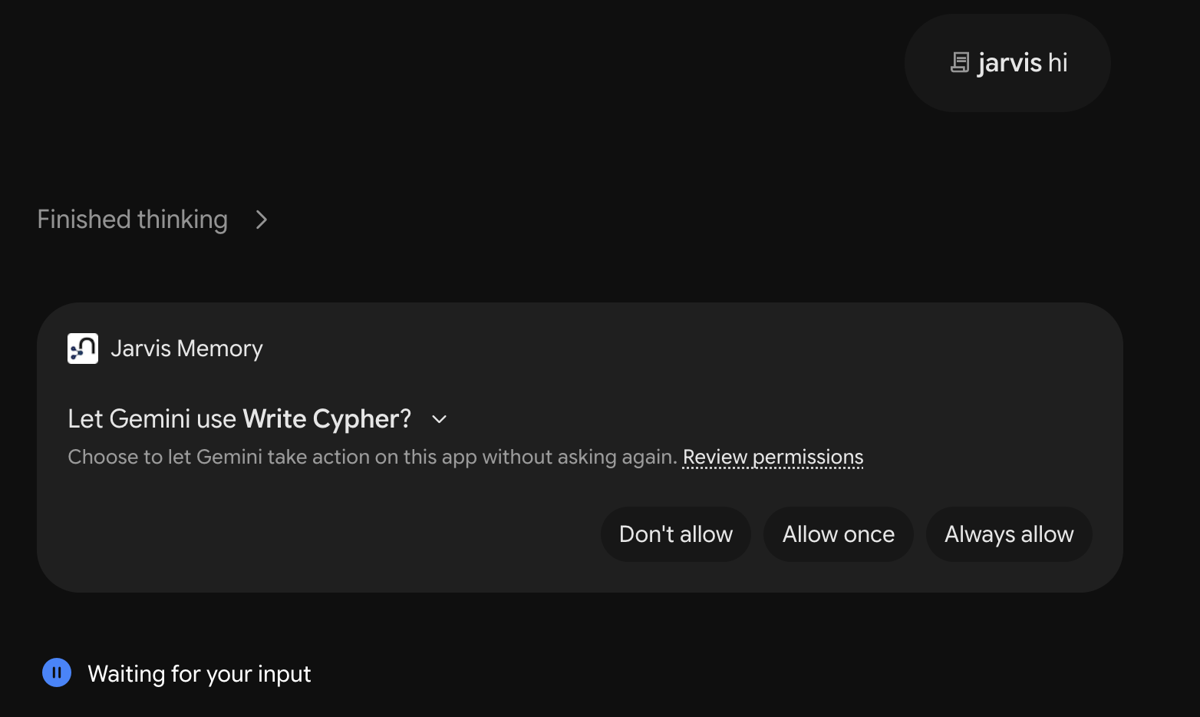 jarvis hi
Finished thinking
Jarvis Memory
Let Gemini use Write Cypher?
Choose to let Gemini take action on this app without asking again. Review permissions
Don't allow Allow once Always allow
Waiting for your input